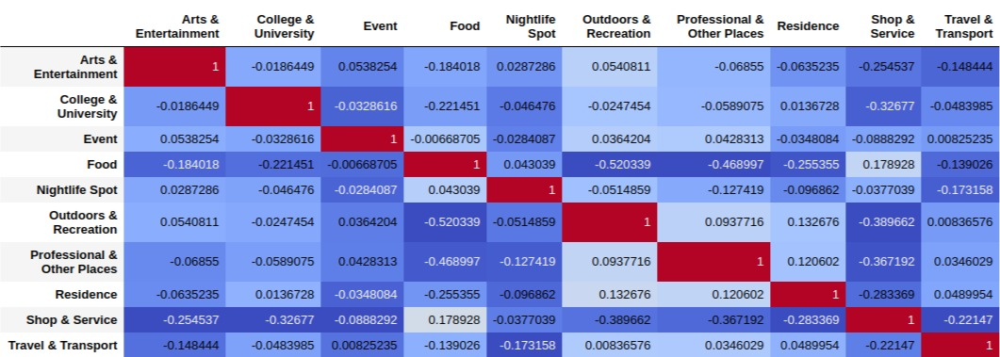 Arts & Entertainment College & University Event Food Nightlife Spot Outdoors & Recreation Professional & Other Places Residence Shop & Service Travel & Transport
Arts & Entertainment 1 -0.0186449 0.0538254 -0.184018 0.0287286 0.0540811 -0.06855 -0.0635235 -0.254537 -0.148444
College & University -0.0186449 1 -0.0328616 -0.221451 -0.046476 -0.0247454 -0.0589075 0.0136728 -0.32677 -0.0483985
Event 0.0538254 -0.0328616 1 -0.00668705 -0.0284087 0.0364204 0.0428313 -0.0348084 -0.0888292 0.00825235
Food -0.184018 -0.221451 -0.00668705 1 0.043039 -0.520339 -0.468997 -0.255355 0.178928 -0.139026
Nightlife Spot 0.0287286 -0.046476 -0.0284087 0.043039 1 -0.0514859 -0.127419 -0.096862 -0.0377039 -0.173158
Outdoors & Recreation 0.0540811 -0.0247454 0.0364204 -0.520339 -0.0514859 1 0.0937716 0.132676 -0.389662 0.00836576
Professional & Other Places -0.06855 -0.0589075 0.0428313 -0.468997 -0.127419 0.0937716 1 0.120602 -0.367192 0.0346029
Residence -0.0635235 0.0136728 -0.0348084 -0.255355 -0.096862 0.132676 0.120602 1 -0.283369 0.0489954
Shop & Service -0.254537 -0.32677 -0.0888292 0.178928 -0.0377039 -0.389662 -0.367192 -0.283369 1 -0.22147
Travel & Transport -0.148444 -0.0483985 0.00825235 -0.139026 -0.173158 0.00836576 0.0346029 0.0489954 -0.22147 1